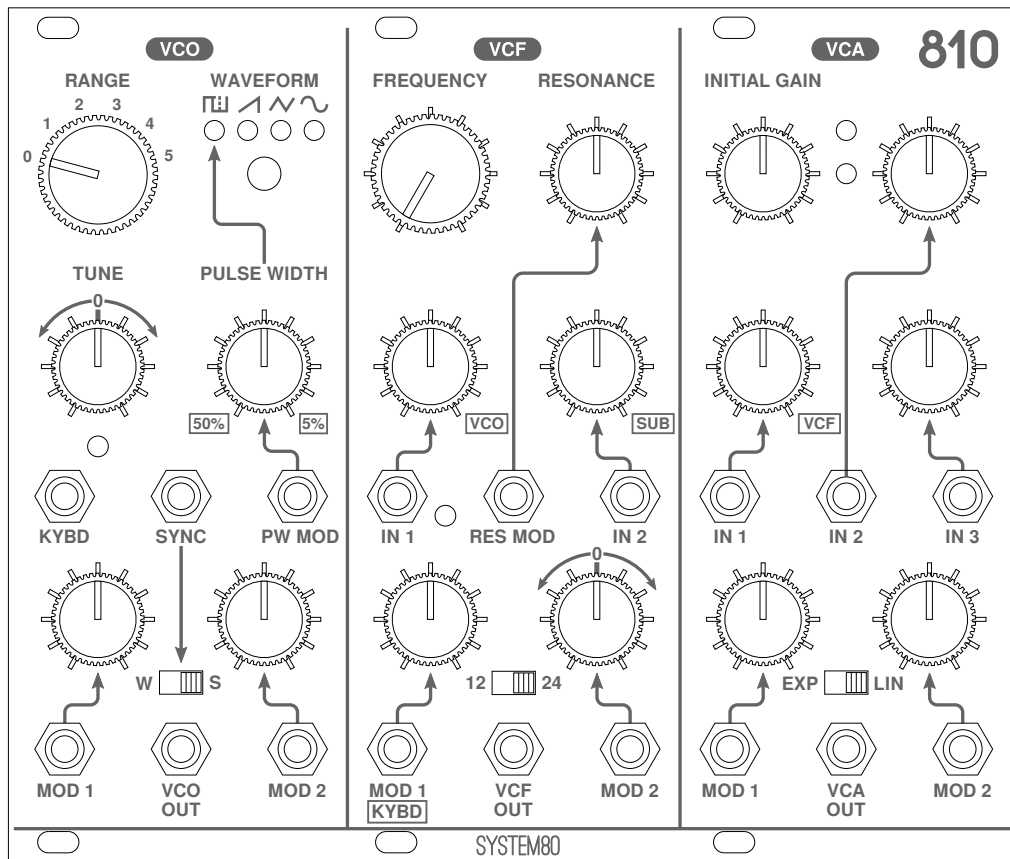 VCO
RANGE
WAVEFORM
0 1 2 3 4 5
TUNE
PULSE WIDTH
0
50%
5%
KYBD
SYNC
PW MOD
W
S
MOD 1
VCO
OUT
MOD 2
VCF
FREQUENCY
RESONANCE
VCO
SUB
IN 1
RES MOD
IN 2
0
12
24
MOD 1
KYBD
VCF
OUT
MOD 2
VCA
810
INITIAL GAIN
VCF
IN 1
IN 2
IN 3
EXP
LIN
MOD 1
VCA
OUT
MOD 2
SYSTEM80